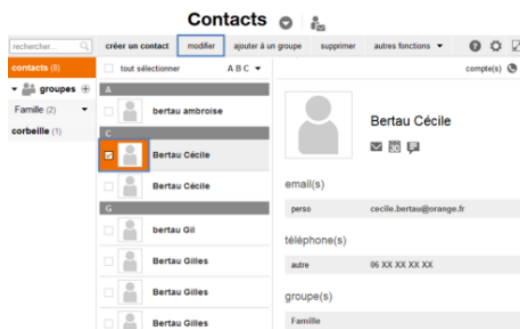 Contacts
rechercher...
créer un contact modifier ajouter à un groupe supprimer autres fonctions
contacts (8)
tout sélectionner A B C
compte(s)
groupes
Famille (2)
corbeille (1)
A
bertau ambroise
C
Bertau Cécile
Bertau Cécile
G
bertau Gil
Bertau Gilles
Bertau Gilles
Bertau Gilles
Bertau Cécile
30
email(s)
perso cecile.bertau@orange.fr
téléphone(s)
autre 06 XX XX XX XX
groupe(s)
Famille